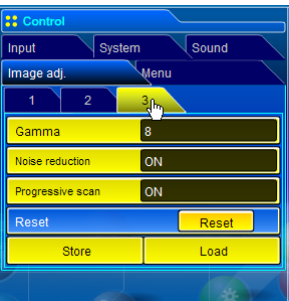 Control
Input System Sound
Image adj. Menu
1 2 3
Gamma 8
Noise reduction ON
Progressive scan ON
Reset Reset
Store Load